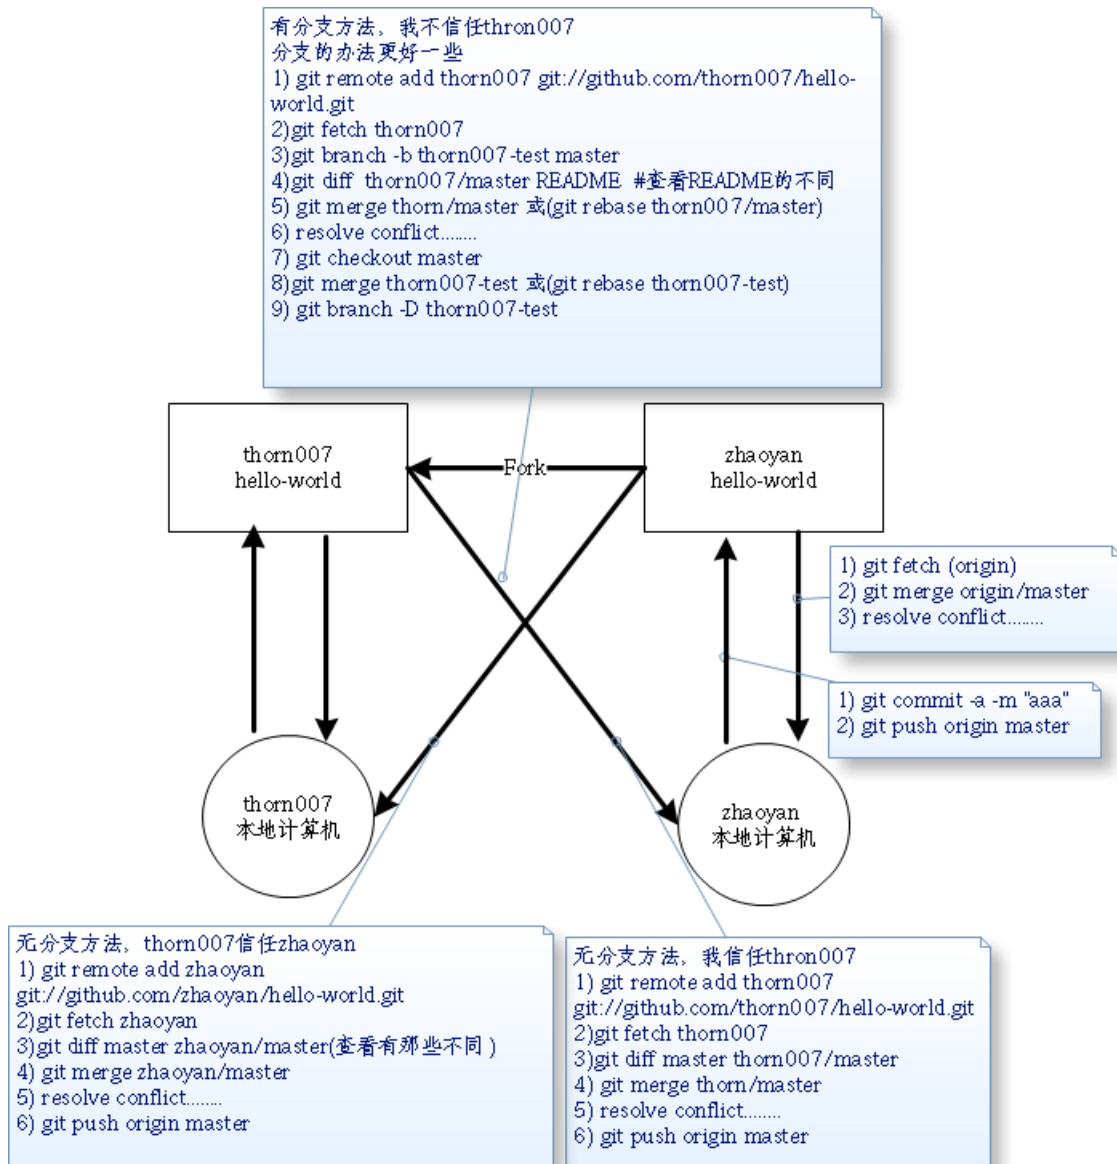 有分支方法，我不信任thron007
分支的办法更好一些
1) git remote add thorn007 git://github.com/thorn007/hello-
world.git
2)git fetch thorn007
3)git branch -b thorn007-test master
4)git diff  thorn007/master README  #查看README的不同
5) git merge thorn/master 或(git rebase thorn007/master)
6) resolve conflict........
7) git checkout master
8)git merge thorn007-test 或(git rebase thorn007-test)
9) git branch -D thorn007-test
thorn007
hello-world
Fork
zhaoyan
hello-world
1) git fetch (origin)
2) git merge origin/master
3) resolve conflict........
1) git commit -a -m "aaa"
2) git push origin master
thorn007
本地计算机
zhaoyan
本地计算机
无分支方法，thorn007信任zhaoyan
1) git remote add zhaoyan
git://github.com/zhaoyan/hello-world.git
2)git fetch zhaoyan
3)git diff master zhaoyan/master(查看有那些不同)
4) git merge zhaoyan/master
5) resolve conflict........
6) git push origin master
无分支方法，我信任thron007
1) git remote add thorn007
git://github.com/thorn007/hello-world.git
2)git fetch thorn007
3)git diff master thorn007/master
4) git merge thorn/master
5) resolve conflict........
6) git push origin master